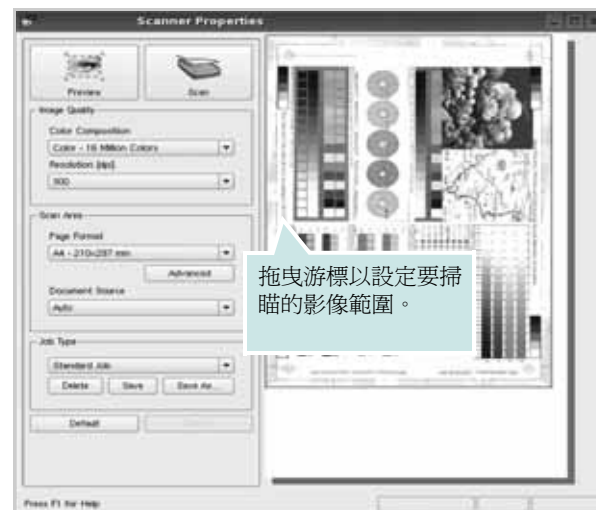 Scanner Properties
Preview
Scan
Image Quality
Color Composition
Color - 16 Million Colors
Resolution [dpi]
300
Scan Area
Page Format
A4 - 210x297 mm
Advanced
Document Source
Auto
Job Type
Standard Job
Delete
Save
Save As...
Default
拖曳游標以設定要掃
瞄的影像範圍。
Press F1 for Help